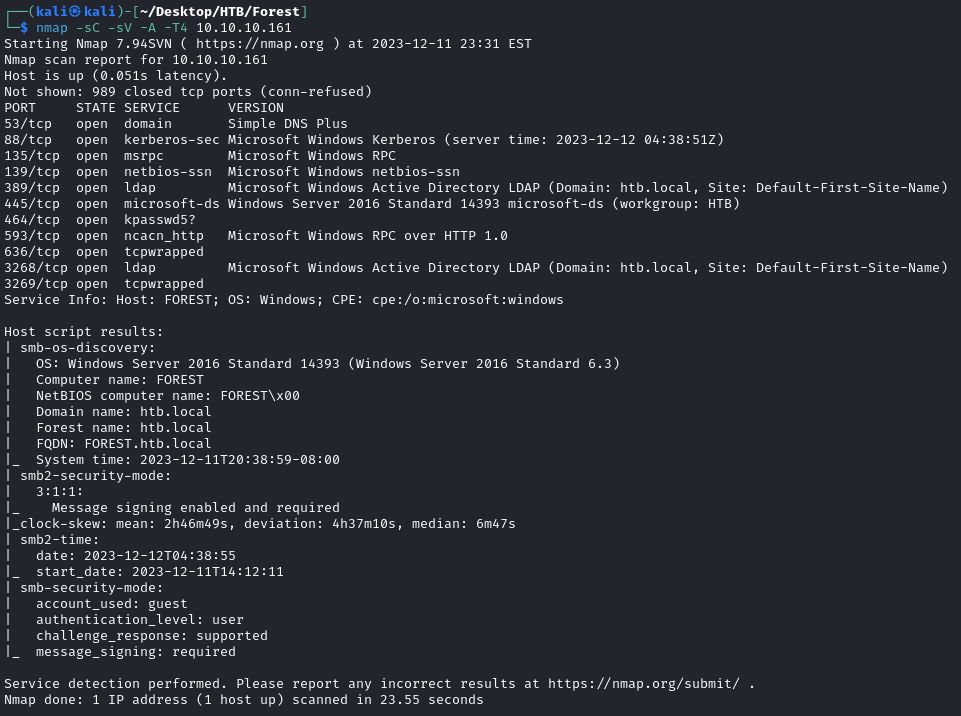 ┌──(kali㉿kali)-[~/Desktop/HTB/Forest]
└─$ nmap -sC -sV -A -T4 10.10.10.161
Starting Nmap 7.94SVN ( https://nmap.org ) at 2023-12-11 23:31 EST
Nmap scan report for 10.10.10.161
Host is up (0.051s latency).
Not shown: 989 closed tcp ports (conn-refused)
PORT     STATE SERVICE      VERSION
53/tcp   open  domain       Simple DNS Plus
88/tcp   open  kerberos-sec Microsoft Windows Kerberos (server time: 2023-12-12 04:38:51Z)
135/tcp  open  msrpc        Microsoft Windows RPC
139/tcp  open  netbios-ssn  Microsoft Windows netbios-ssn
389/tcp  open  ldap         Microsoft Windows Active Directory LDAP (Domain: htb.local, Site: Default-First-Site-Name)
445/tcp  open  microsoft-ds Windows Server 2016 Standard 14393 microsoft-ds (workgroup: HTB)
464/tcp  open  kpasswd5?
593/tcp  open  ncacn_http   Microsoft Windows RPC over HTTP 1.0
636/tcp  open  tcpwrapped
3268/tcp open  ldap         Microsoft Windows Active Directory LDAP (Domain: htb.local, Site: Default-First-Site-Name)
3269/tcp open  tcpwrapped
Service Info: Host: FOREST; OS: Windows; CPE: cpe:/o:microsoft:windows

Host script results:
| smb-os-discovery:
|   OS: Windows Server 2016 Standard 14393 (Windows Server 2016 Standard 6.3)
|   Computer name: FOREST
|   NetBIOS computer name: FOREST\x00
|   Domain name: htb.local
|   Forest name: htb.local
|   FQDN: FOREST.htb.local
|_  System time: 2023-12-11T20:38:59-08:00
| smb2-security-mode:
|   3:1:1:
|_    Message signing enabled and required
|_clock-skew: mean: 2h46m49s, deviation: 4h37m10s, median: 6m47s
| smb2-time:
|   date: 2023-12-12T04:38:55
|_  start_date: 2023-12-11T14:12:11
| smb-security-mode:
|   account_used: guest
|   authentication_level: user
|   challenge_response: supported
|_  message_signing: required

Service detection performed. Please report any incorrect results at https://nmap.org/submit/ .
Nmap done: 1 IP address (1 host up) scanned in 23.55 seconds